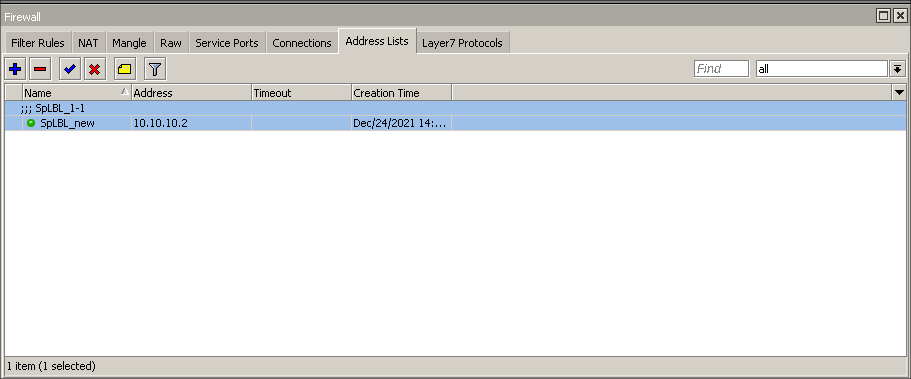 Firewall
Filter Rules NAT Mangle Raw Service Ports Connections Address Lists Layer7 Protocols
Find all
Name Address Timeout Creation Time
;;; SpLBL_1-1
SpLBL_new 10.10.10.2 Dec/24/2021 14:...
1 item (1 selected)